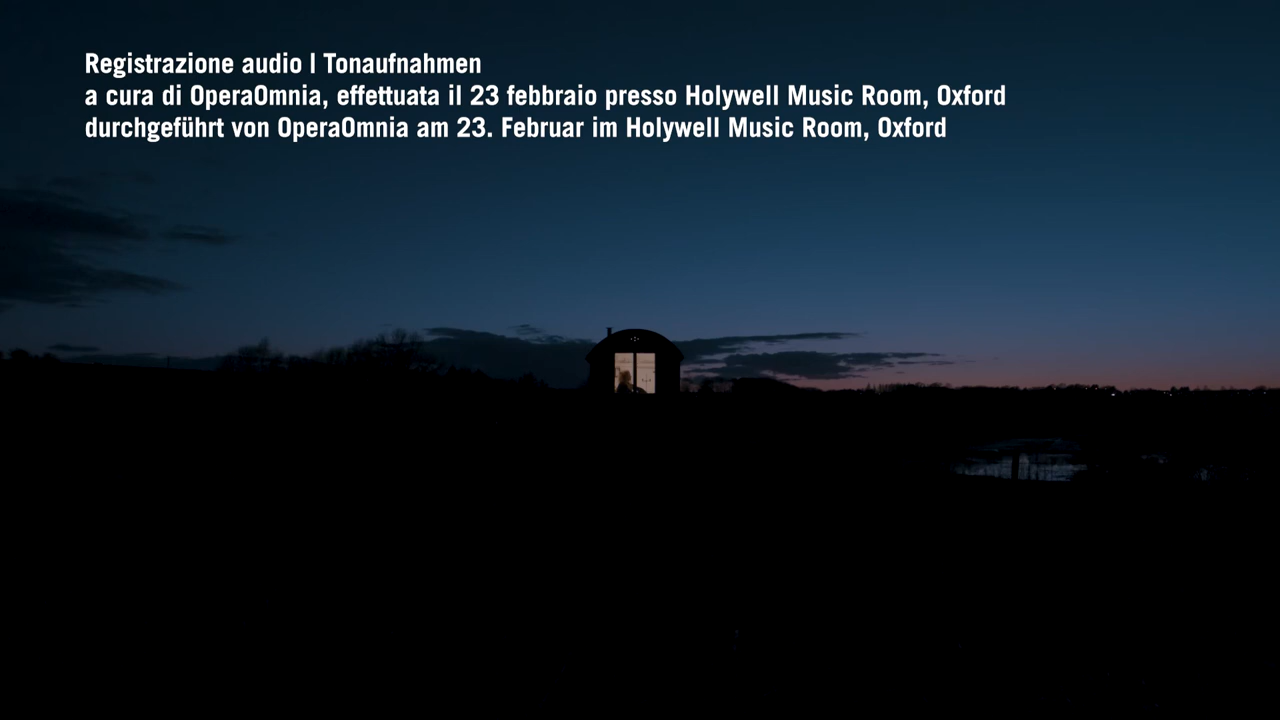 Registrazione audio | Tonaufnahmen
a cura di OperaOmnia, effettuata il 23 febbraio presso Holywell Music Room, Oxford
durchgeführt von OperaOmnia am 23. Februar im Holywell Music Room, Oxford